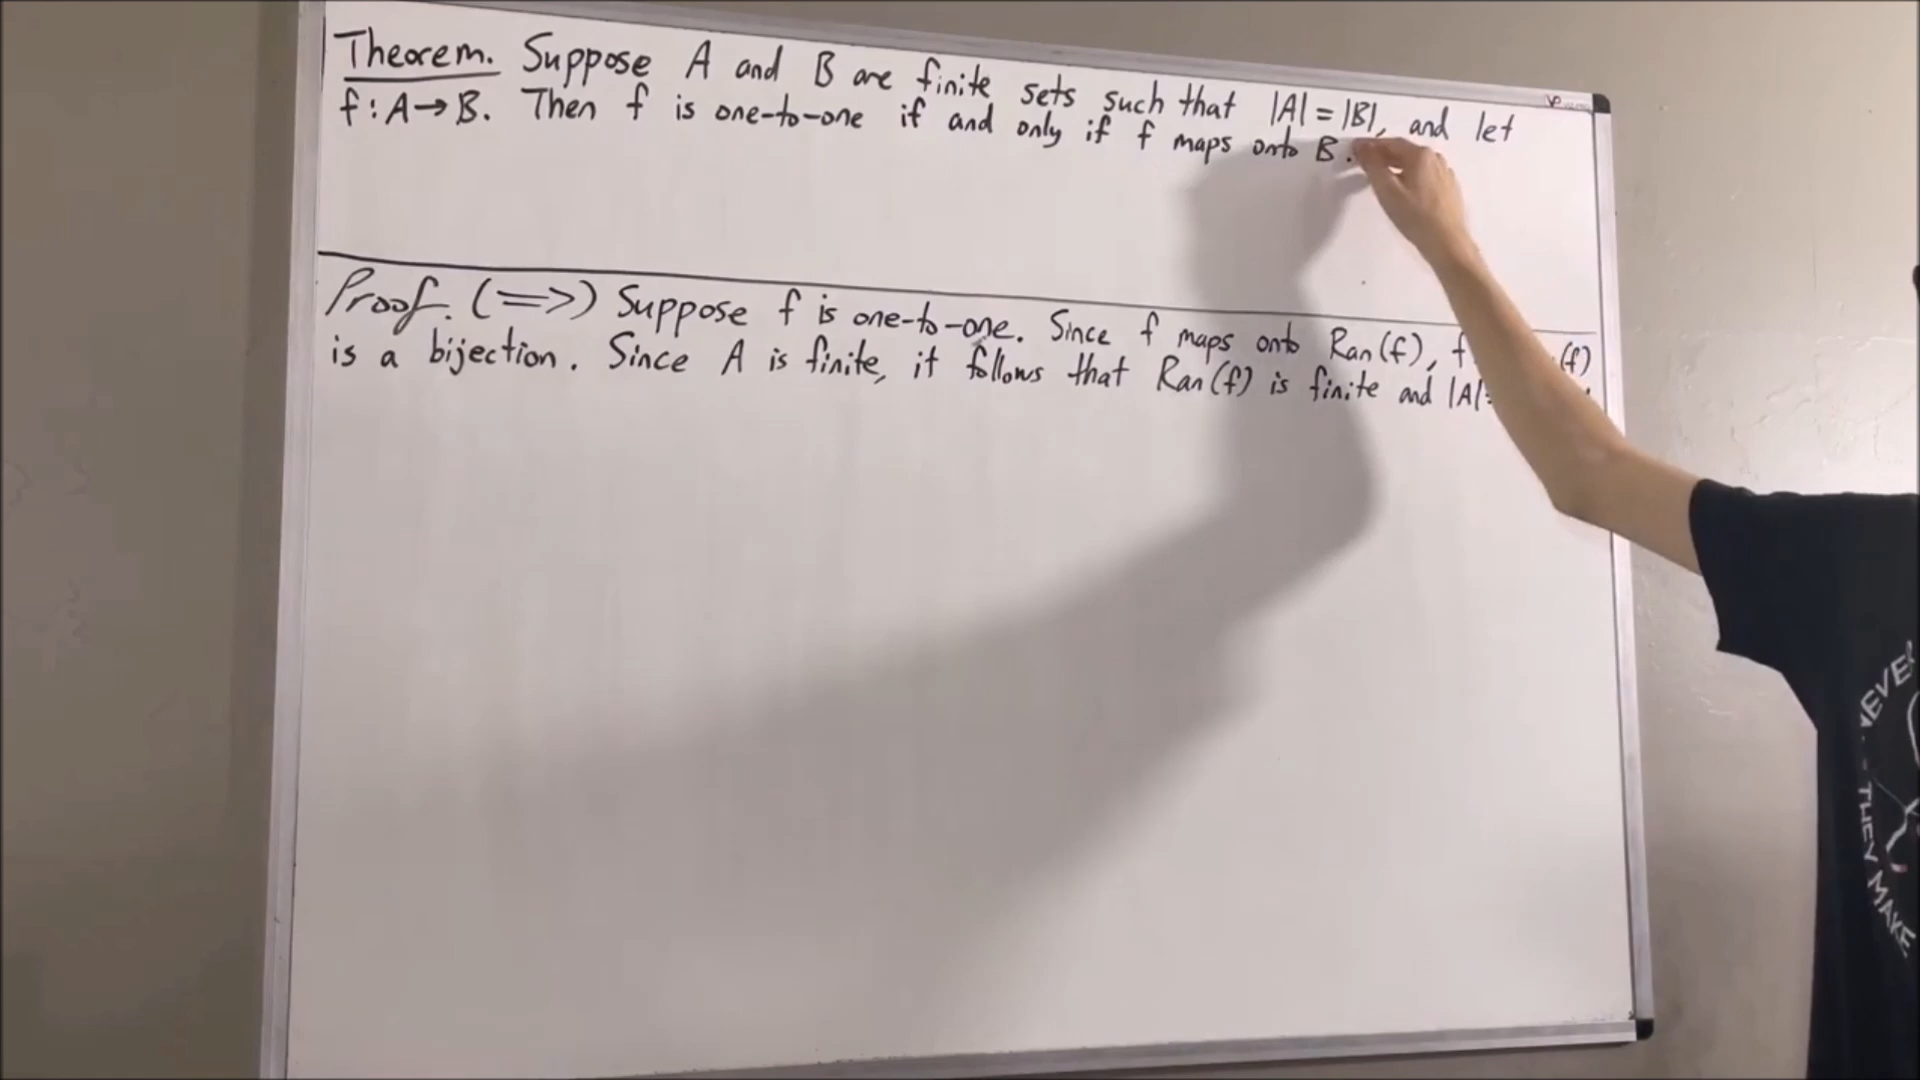 Theorem. Suppose A and B are finite sets such that |A| = |B|, and let
f : A → B. Then f is one-to-one if and only if f maps onto B.
Proof. (=>) Suppose f is one-to-one. Since f maps onto Ran(f), f (f)
is a bijection. Since A is finite, it follows that Ran(f) is finite and |A|=
THEY MAKE